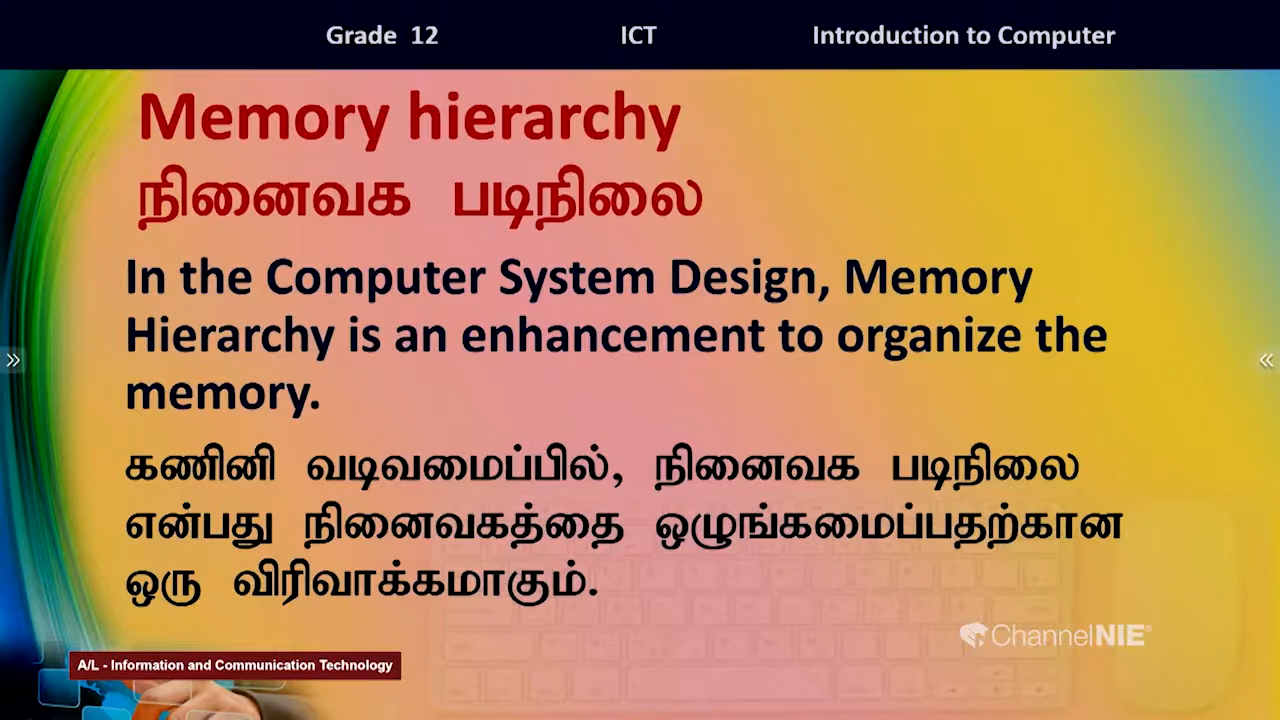 Grade 12 ICT Introduction to Computer
Memory hierarchy
நினைவக படிநிலை
In the Computer System Design, Memory
Hierarchy is an enhancement to organize the
memory.
கணினி வடிவமைப்பில், நினைவக படிநிலை
என்பது நினைவகத்தை ஒழுங்கமைப்பதற்கான
ஒரு விரிவாக்கமாகும்.
ChannelNIE®
A/L - Information and Communication Technology